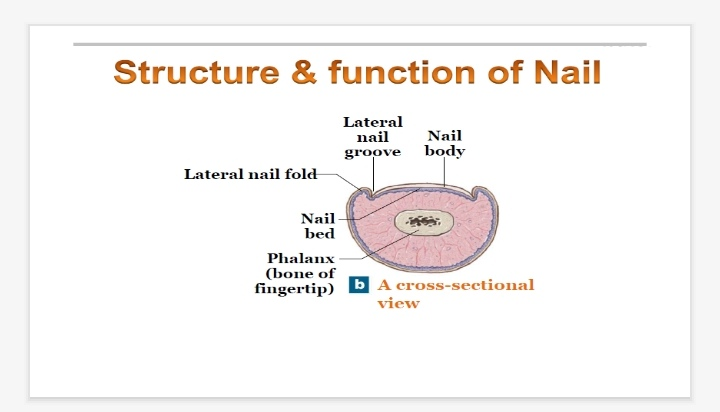 Structure & function of Nail
Lateral
nail
groove
Nail
body
Lateral nail fold
Nail
bed
Phalanx
(bone of
fingertip)
b A cross-sectional
view